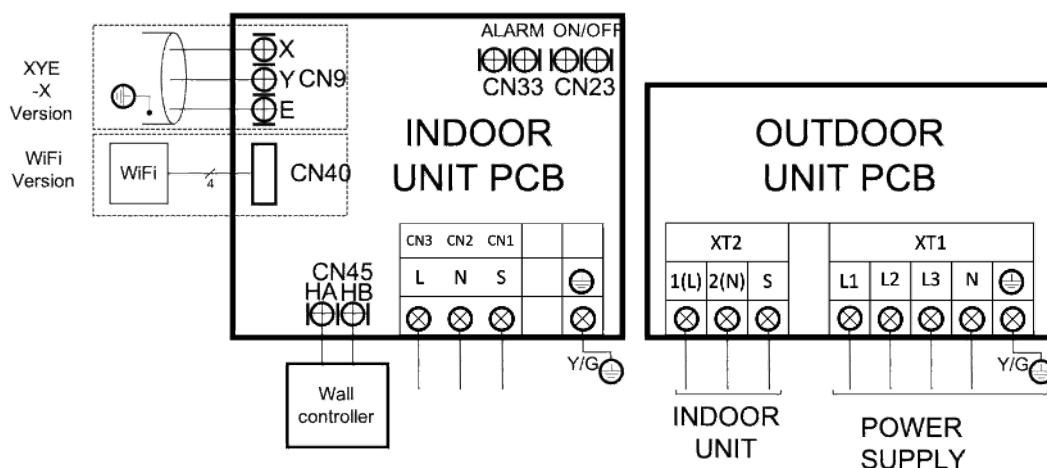 XYE
-X
Version
X
Y CN9
E
ALARM ON/OFF
CN33 CN23
WiFi
Version
WiFi
4
CN40
INDOOR
UNIT PCB
CN3 CN2 CN1
L N S
CN45
HA HB
Y/G
Wall
controller
OUTDOOR
UNIT PCB
XT2 XT1
1(L) 2(N) S L1 L2 L3 N
Y/G
INDOOR
UNIT
POWER
SUPPLY